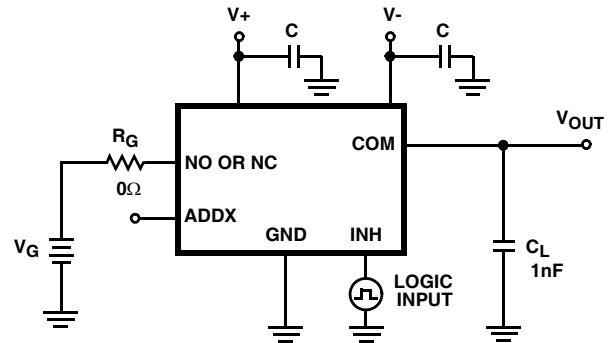 V+
C
V-
C
RG
0Ω
NO OR NC
COM
VOUT
ADDX
VG
GND
INH
LOGIC
INPUT
CL
1nF